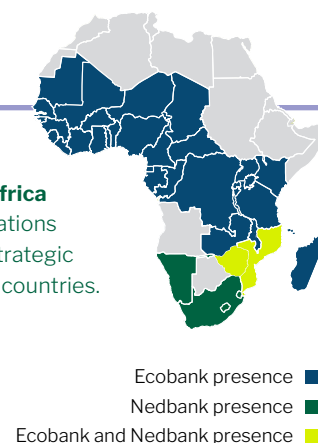 frica
ations
trategic
countries.
Ecobank presence
Nedbank presence
Ecobank and Nedbank presence